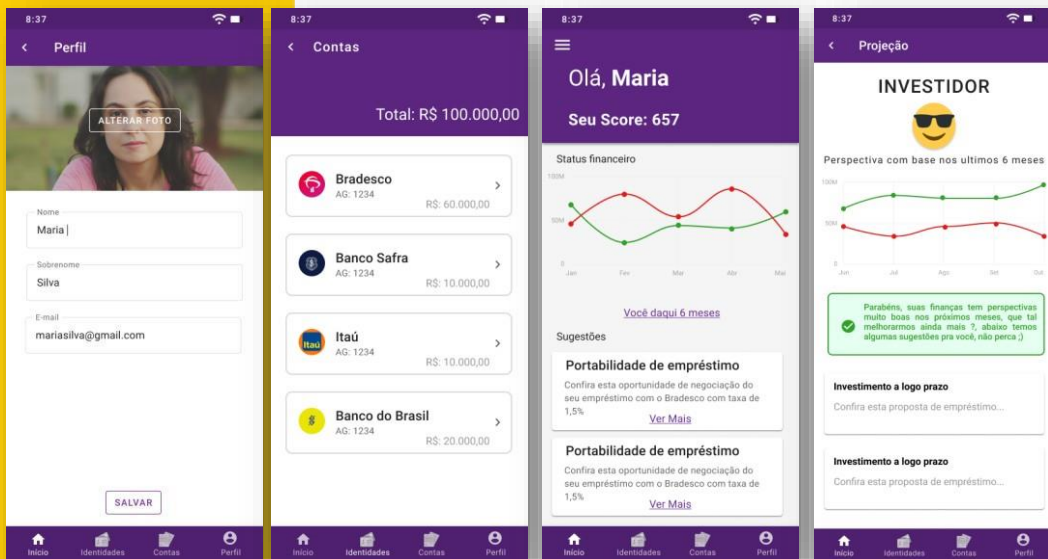 8:37
Perfil
ALTERAR FOTO
Nome
Maria
Sobrenome
Silva
E-mail
mariasilva@gmail.com
SALVAR
Início
Identidades
Contas
Perfil
8:37
Contas
Total: R$ 100.000,00
Bradesco
AG: 1234
R$: 60.000,00
Banco Safra
AG: 1234
R$: 10.000,00
Itaú
Itaú
AG: 1234
R$: 10.000,00
Banco do Brasil
AG: 1234
R$: 20.000,00
Início
Identidades
Contas
Perfil
8:37
Olá, Maria
Seu Score: 657
Status financeiro
100M
50M
0
Jan
Fev
Mar
Abr
Mai
Você daqui 6 meses
Sugestões
Portabilidade de empréstimo
Confira esta oportunidade de negociação do
seu empréstimo com o Bradesco com taxa de
1,5%
Ver Mais
Portabilidade de empréstimo
Confira esta oportunidade de negociação do
seu empréstimo com o Bradesco com taxa de
1,5%
Ver Mais
Início
Identidades
Contas
Perfil
8:37
Projeção
INVESTIDOR
Perspectiva com base nos ultimos 6 meses
100M
50M
0
Jun
Jul
Ago
Set
Out
Parabéns, suas finanças tem perspectivas
muito boas nos próximos meses, que tal
melhorarmos ainda mais ?, abaixo temos
algumas sugestões pra você, não perca ;)
Investimento a logo prazo
Confira esta proposta de empréstimo...
Investimento a logo prazo
Confira esta proposta de empréstimo...
Início
Identidades
Contas
Perfil